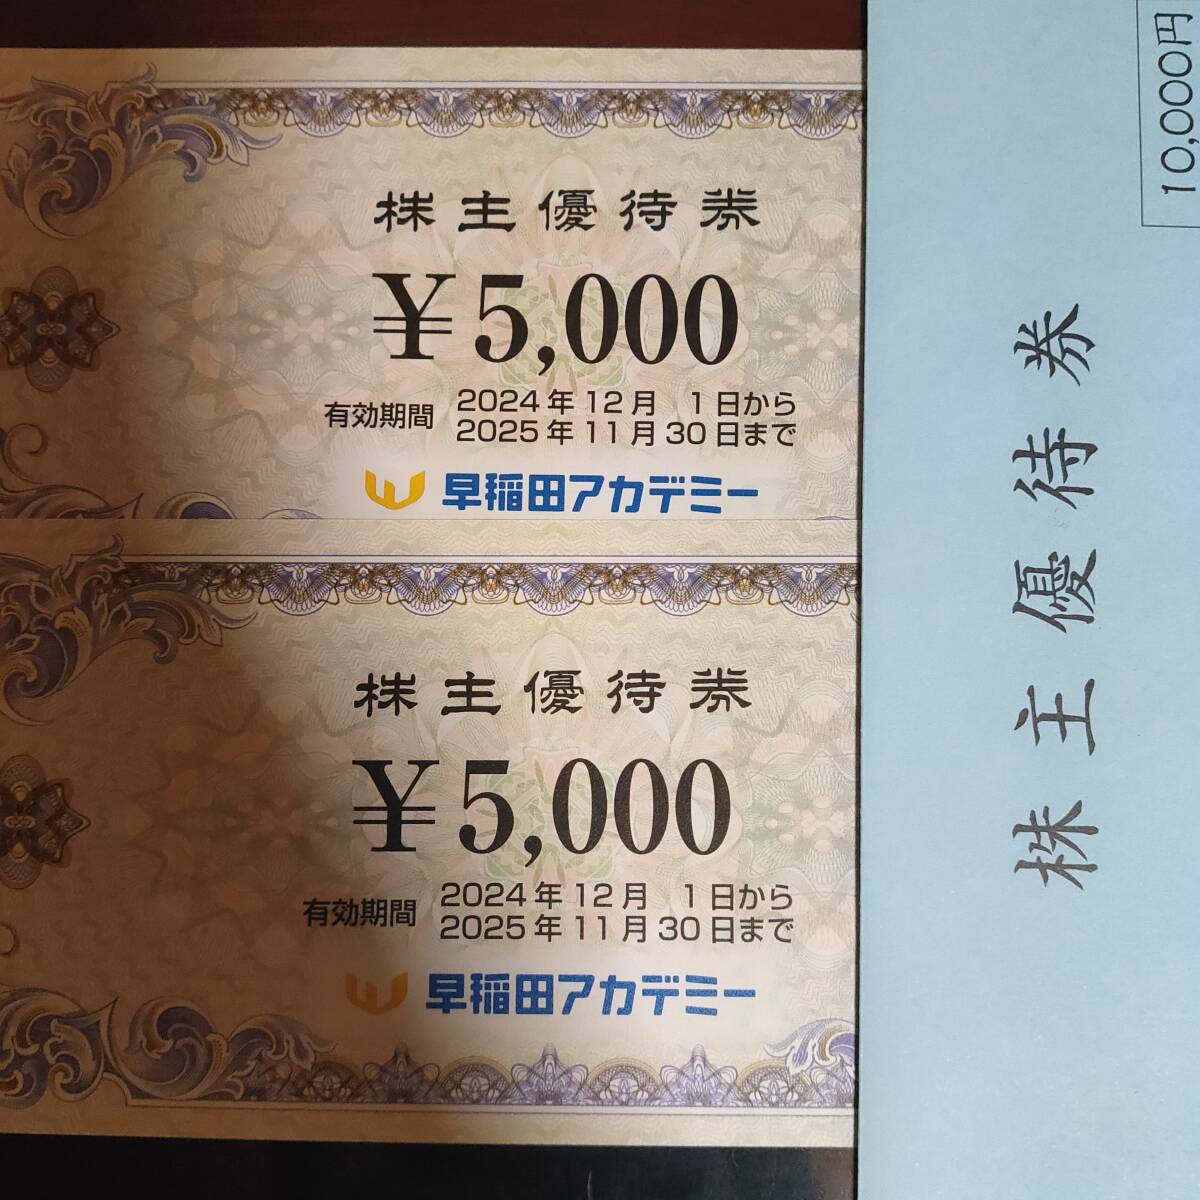 株主優待券
¥5,000
有効期間 2024年12月 1日から
2025年11月30日まで
早稲田アカデミー
株主優待券
¥5,000
有効期間 2024年12月 1日から
2025年11月30日まで
早稲田アカデミー
株主優待券
10,000円